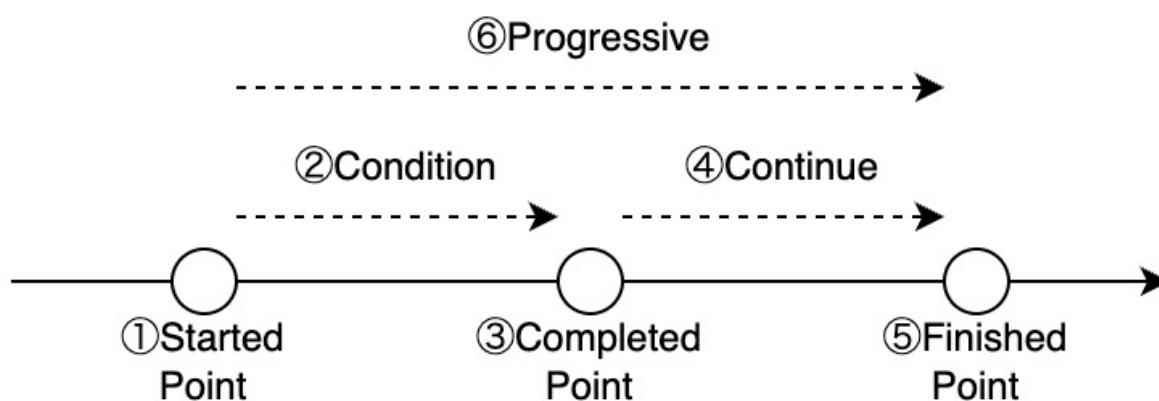 ⑥Progressive
②Condition
④Continue
①Started
Point
③Completed
Point
⑤Finished
Point